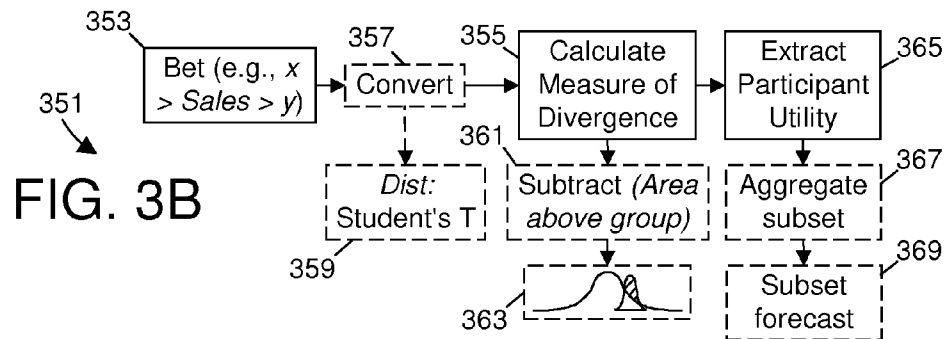 353
Bet (e.g., x
> Sales > y)
357
Convert
355
Calculate
Measure of
Divergence
Extract
Participant
Utility
365
351
FIG. 3B
Dist:
Student's T
359
361
Subtract (Area
above group)
363
Aggregate
subset
367
Subset
forecast
369